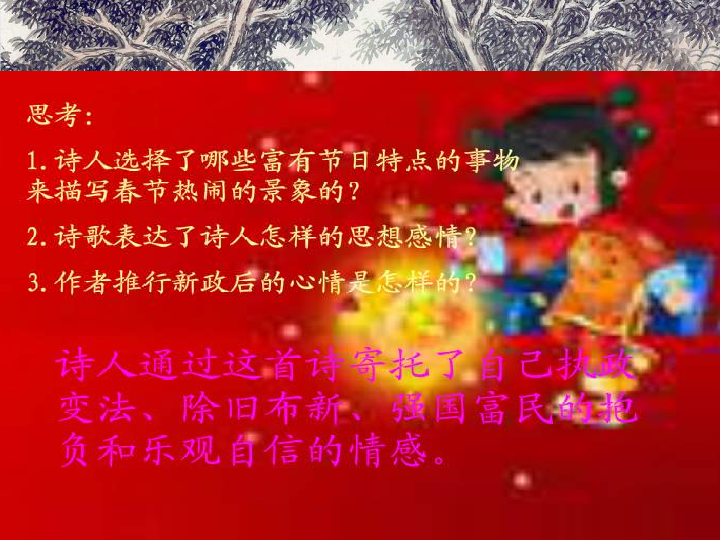 思考：
1.诗人选择了哪些富有节日特点的事物
来描写春节热闹的景象的？
2.诗歌表达了诗人怎样的思想感情？
3.作者推行新政后的心情是怎样的？
诗人通过这首诗寄托了自己执政
变法、除旧布新、强国富民的抱
负和乐观自信的情感。